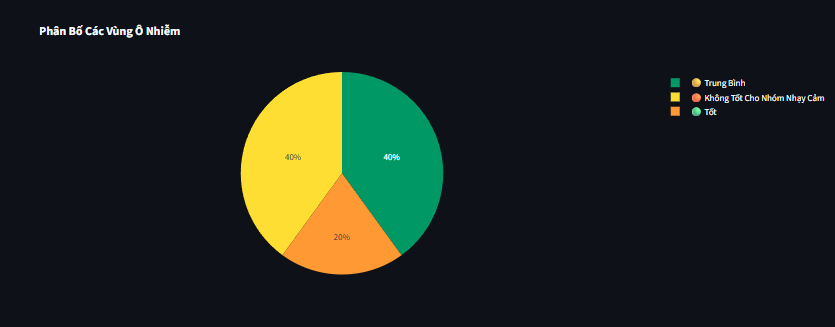 Phân Bố Các Vùng Ô Nhiễm
Trung Bình
Không Tốt Cho Nhóm Nhạy Cảm
Tốt
40%
40%
20%